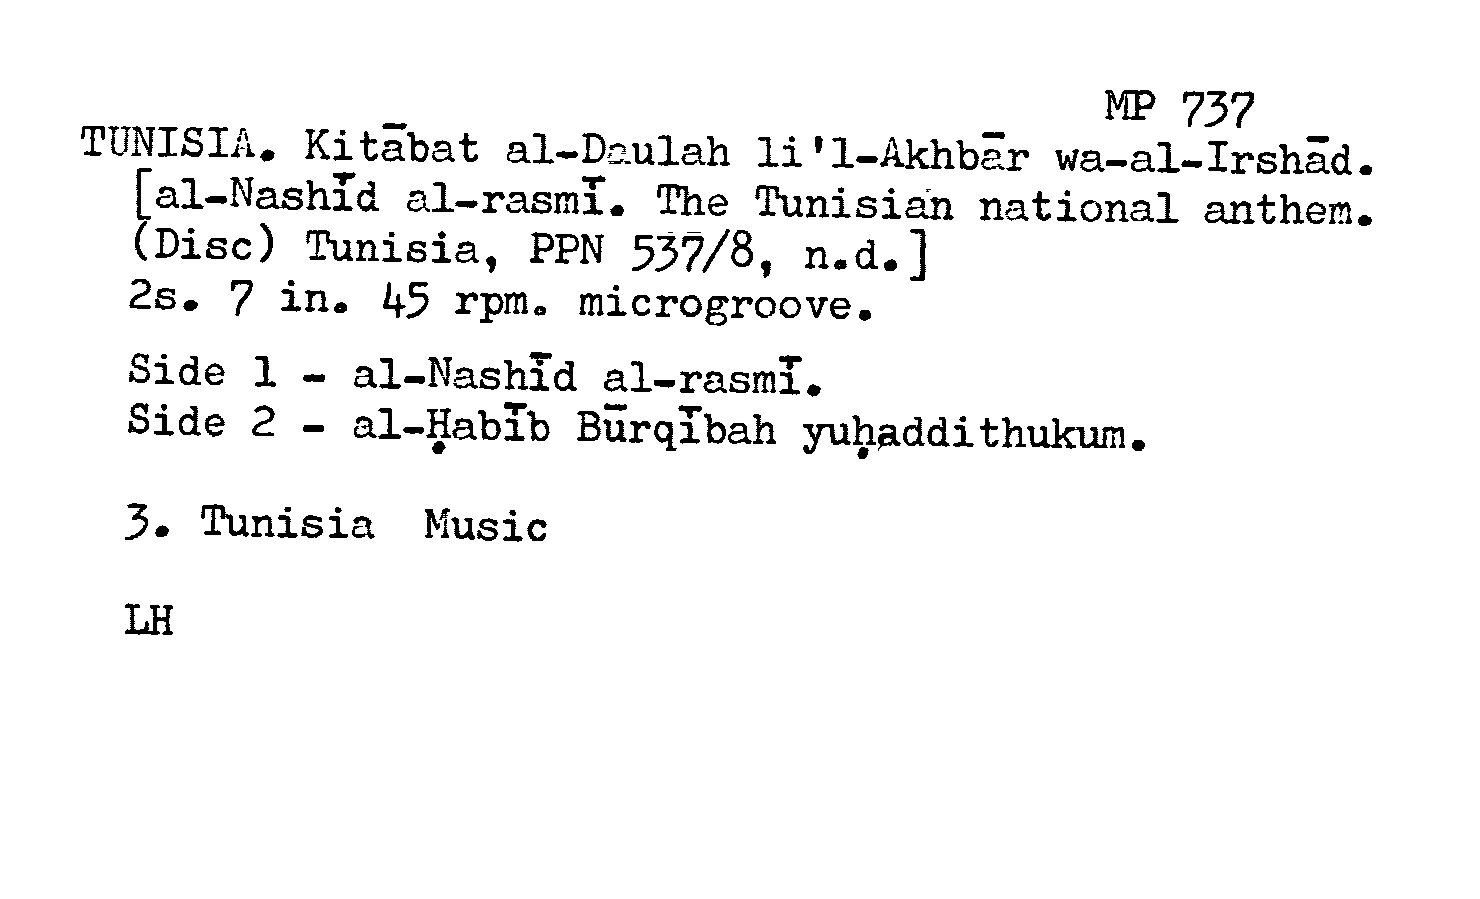 MP 737
TUNISIA. Kitābat al-Daulah li'l-Akhbār wa-al-Irshād.
[al-Nashīd al-rasmī. The Tunisian national anthem.
(Disc) Tunisia, PPN 537/8, n.d.]
2s. 7 in. 45 rpm. microgroove.
Side 1 - al-Nashīd al-rasmī.
Side 2 - al-Ḥabīb Būrqībah yuḥaddithukum.
3. Tunisia Music
LH